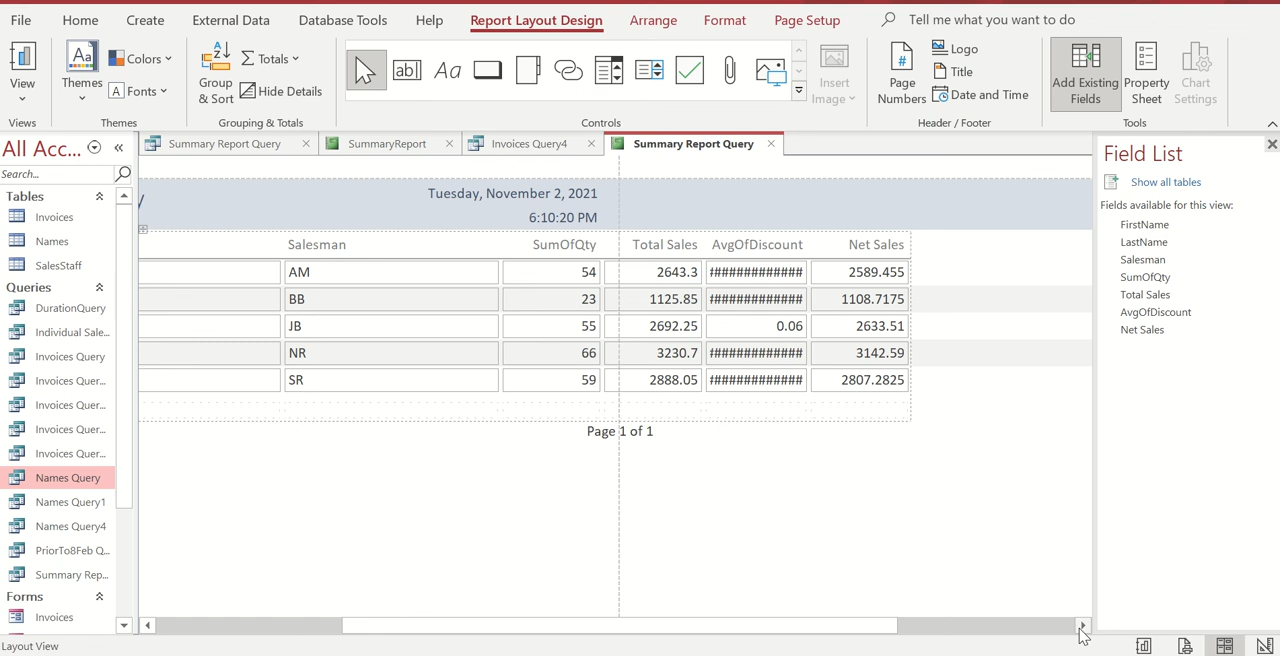 File Home Create External Data Database Tools Help Report Layout Design Arrange Format Page Setup Tell me what you want to do
View
Views
Themes
Colors
Fonts
Themes
Group & Sort
Totals
Hide Details
Grouping & Totals
Controls
Insert Image
Page Numbers
Logo
Title
Date and Time
Header / Footer
Add Existing Fields
Property Sheet
Chart Settings
Tools
All Acc...
Search...
Tables
Invoices
Names
SalesStaff
Queries
DurationQuery
Individual Sale...
Invoices Query
Invoices Quer...
Invoices Quer...
Invoices Quer...
Invoices Quer...
Names Query
Names Query1
Names Query4
PriorTo8Feb Q...
Summary Rep...
Forms
Invoices
Summary Report Query SummaryReport Invoices Query4 Summary Report Query
Tuesday, November 2, 2021
6:10:20 PM
Salesman SumOfQty Total Sales AvgOfDiscount Net Sales
AM 54 2643.3 ############# 2589.455
BB 23 1125.85 ############# 1108.7175
JB 55 2692.25 0.06 2633.51
NR 66 3230.7 ############# 3142.59
SR 59 2888.05 ############# 2807.2825
Page 1 of 1
Field List
Show all tables
Fields available for this view:
FirstName
LastName
Salesman
SumOfQty
Total Sales
AvgOfDiscount
Net Sales
Layout View